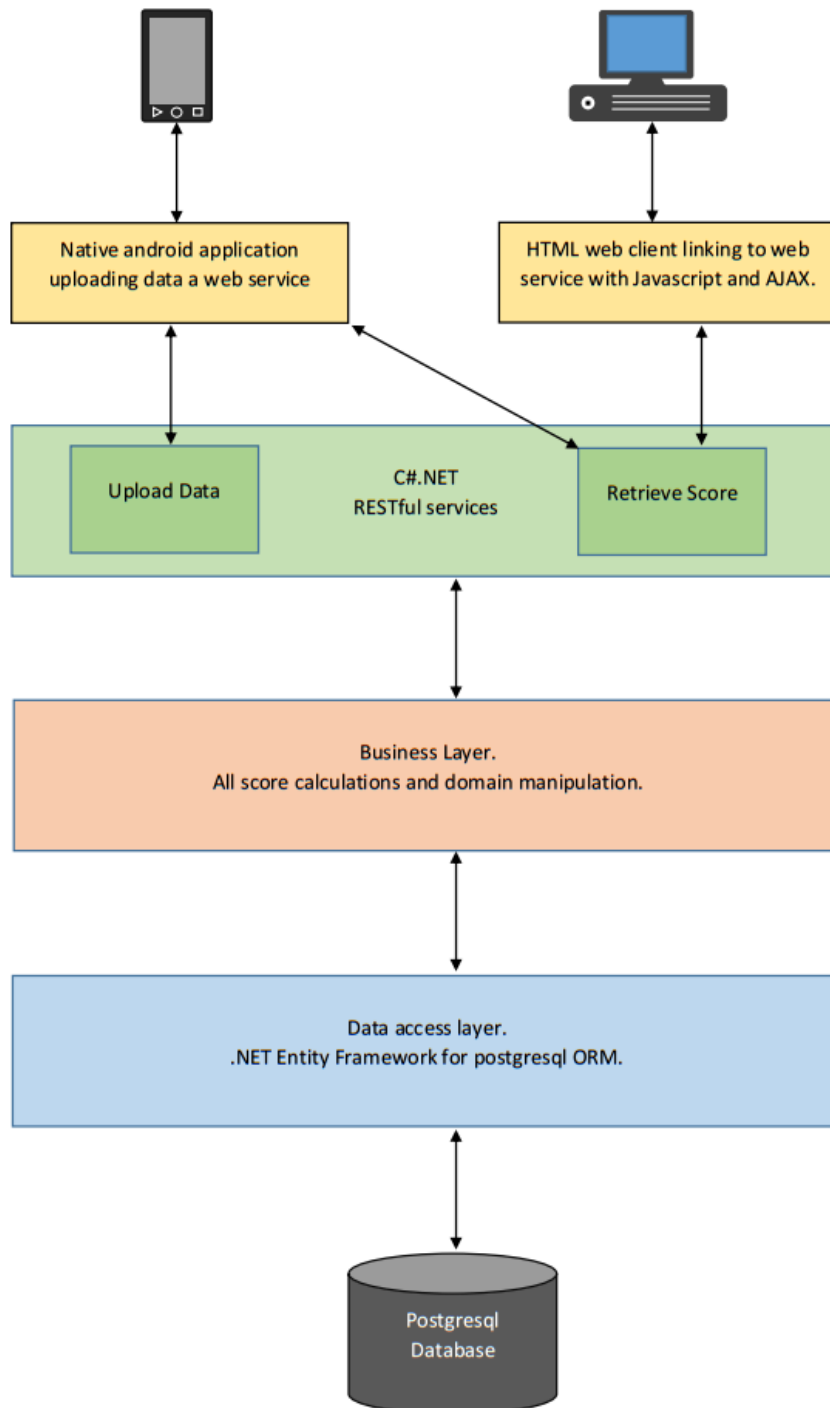 Native android application
uploading data a web service
HTML web client linking to web
service with Javascript and AJAX.
Upload Data
C#.NET
RESTful services
Retrieve Score
Business Layer.
All score calculations and domain manipulation.
Data access layer.
.NET Entity Framework for postgresql ORM.
Postgresql
Database